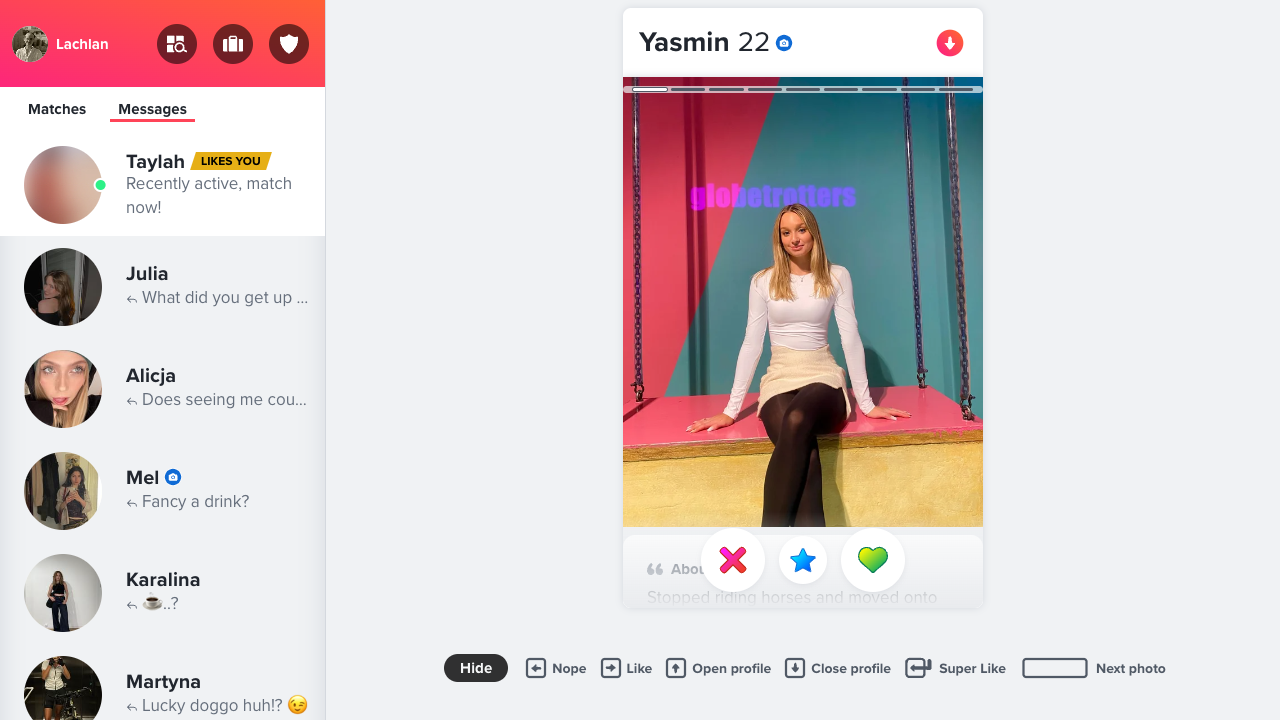 Lachlan
Matches
Messages
Taylah LIKES YOU
Recently active, match
now!
Julia
What did you get up ...
Alicja
Does seeing me cou...
Mel
Fancy a drink?
Karalina
☕..?
Martyna
Lucky doggo huh!? 😉
Yasmin 22
globetrotters
Abou
Stopped riding horses and moved onto
Hide
Nope
Like
Open profile
Close profile
Super Like
Next photo